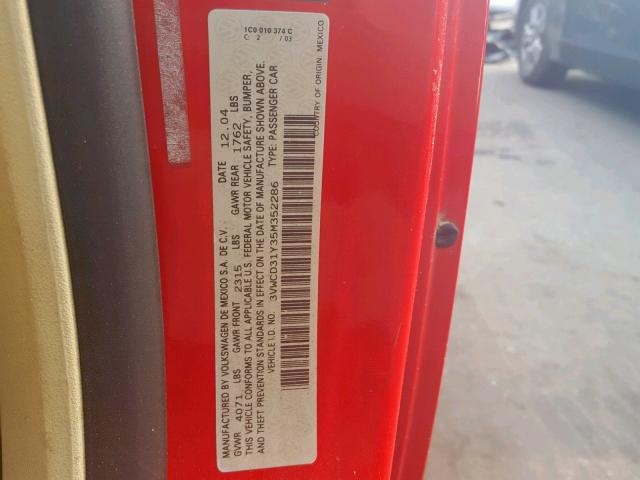 MANUFACTURED BY VOLKSWAGEN DE MEXICO S.A. DE C.V. DATE 12.04
GVWR 4071 LBS GAWR FRONT 2315 LBS GAWR REAR 1762 LBS
THIS VEHICLE CONFORMS TO ALL APPLICABLE U.S. FEDERAL MOTOR VEHICLE SAFETY, BUMPER,
AND THEFT PREVENTION STANDARDS IN EFFECT ON THE DATE OF MANUFACTURE SHOWN ABOVE.
VEHICLE I.D. NO. 3VWCD31Y35M352286 TYPE: PASSENGER CAR
1C0 010 374 C
C 2 / 03
COUNTRY OF ORIGIN: MEXICO